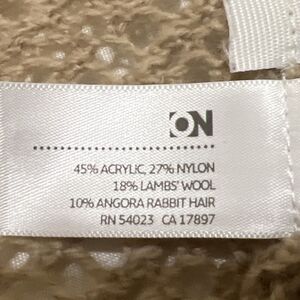 ON
45% ACRYLIC, 27% NYLON
18% LAMBS' WOOL
10% ANGORA RABBIT HAIR
RN 54023 CA 17897